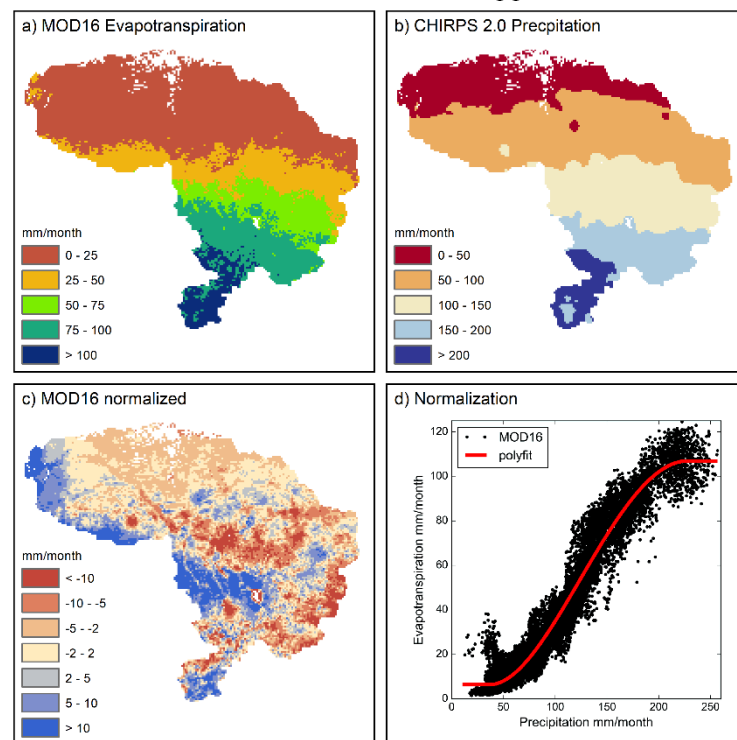 a) MOD16 Evapotranspiration
mm/month
0 - 25
25 - 50
50 - 75
75 - 100
> 100
b) CHIRPS 2.0 Precpitation
mm/month
0 - 50
50 - 100
100 - 150
150 - 200
> 200
c) MOD16 normalized
mm/month
< -10
-10 - -5
-5 - -2
-2 - 2
2 - 5
5 - 10
> 10
d) Normalization
MOD16
polyfit
Evapotranspiration mm/month
120
100
80
60
40
20
0
0 50 100 150 200 250
Precipitation mm/month